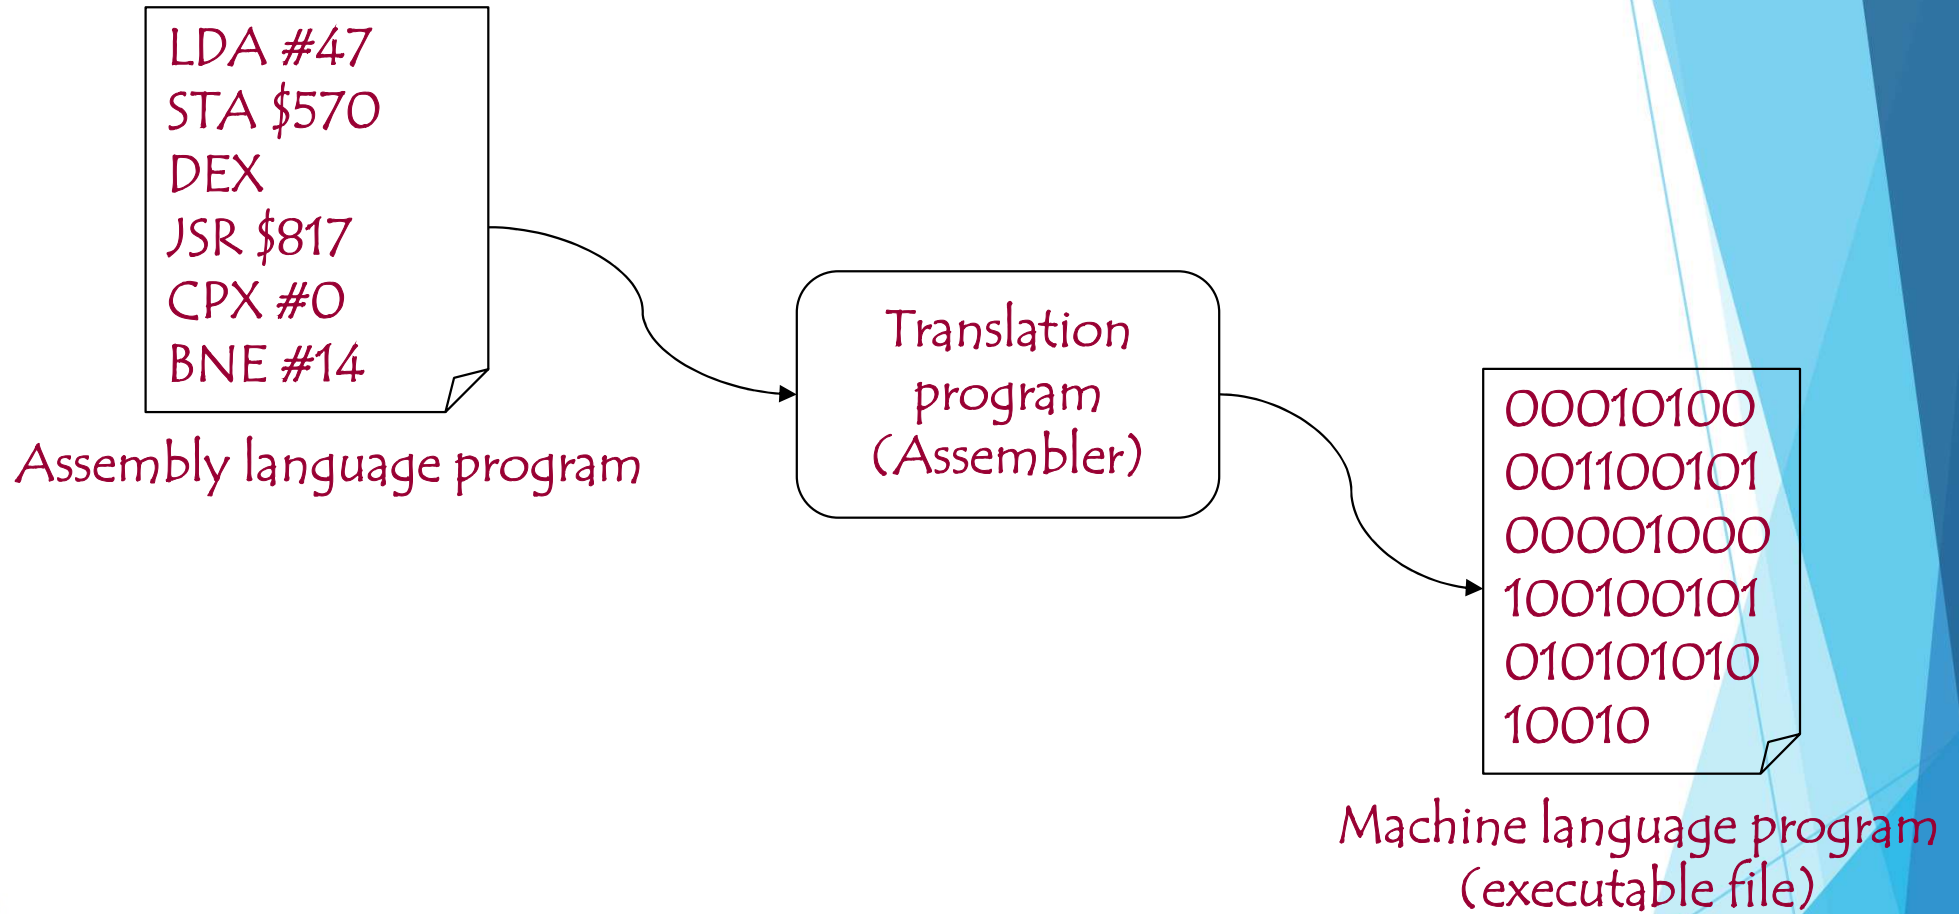 LDA #47
STA $570
DEX
JSR $817
CPX #0
BNE #14
Assembly language program
Translation
program
(Assembler)
00010100
001100101
00001000
100100101
010101010
10010
Machine language program
(executable file)